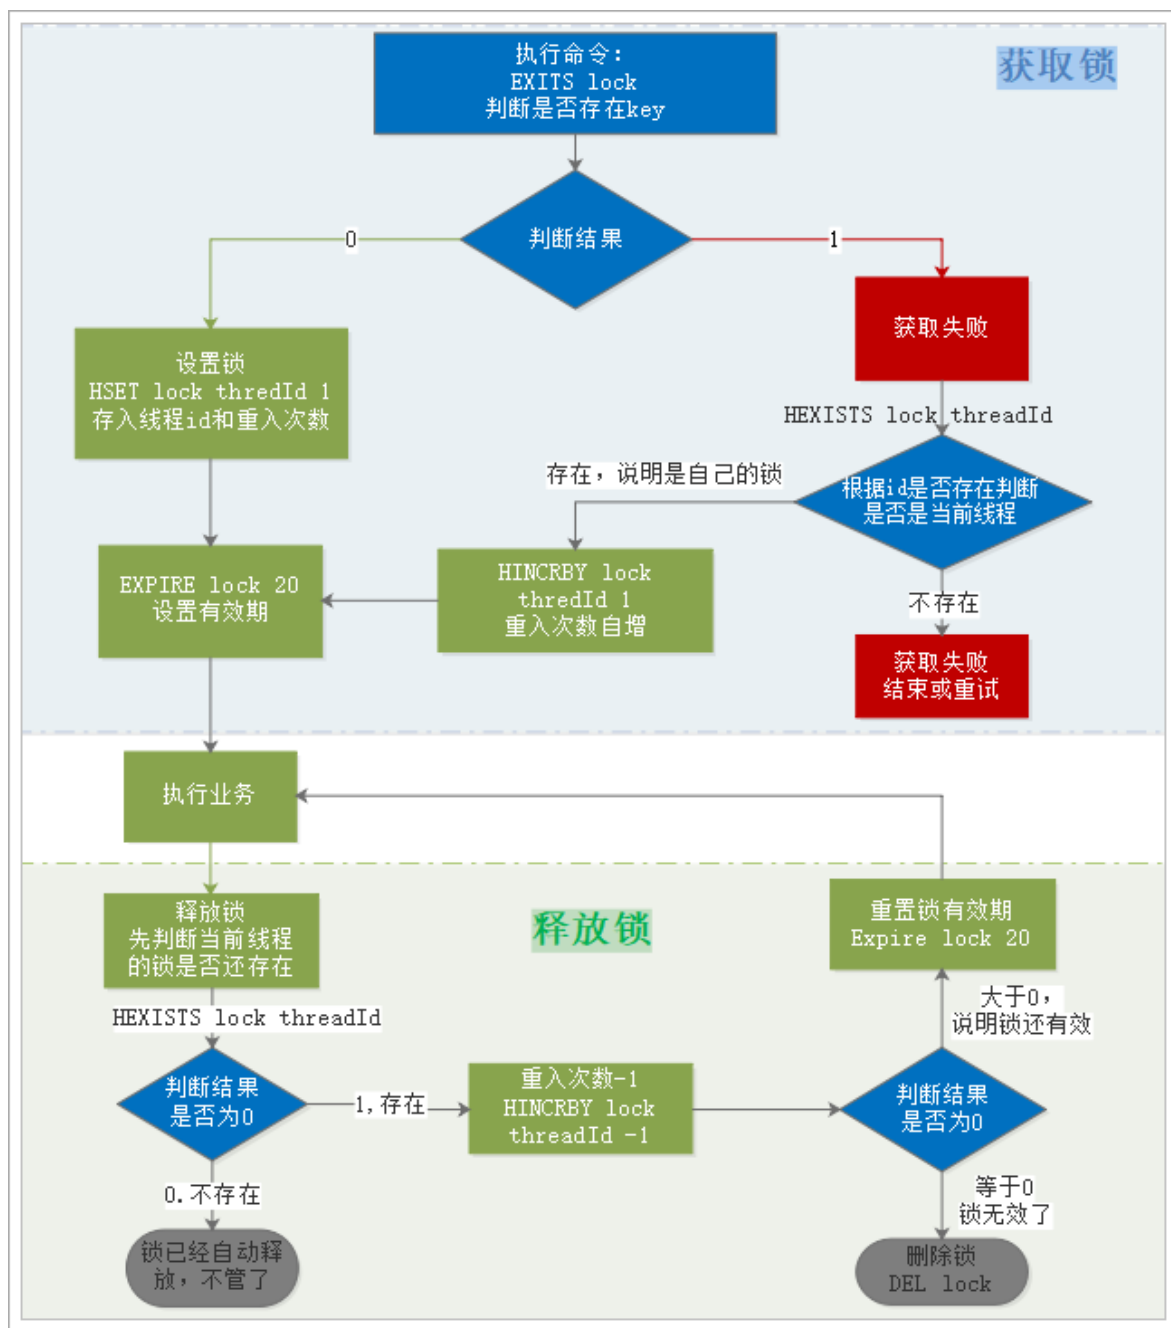 执行命令：
EXITS lock
判断是否存在key
获取锁
判断结果
0
1
获取失败
设置锁
HSET lock thredId 1
存入线程id和重入次数
HEXISTS lock threadId
存在，说明是自己的锁
根据id是否存在判断
是否是当前线程
EXPIRE lock 20
设置有效期
HINCRBY lock
thredId 1
重入次数自增
不存在
获取失败
结束或重试
执行业务
释放锁
先判断当前线程
的锁是否还存在
释放锁
重置锁有效期
Expire lock 20
HEXISTS lock threadId
大于0，
说明锁还有效
判断结果
是否为0
1,存在
重入次数-1
HINCRBY lock
threadId -1
判断结果
是否为0
0.不存在
等于0
锁无效了
锁已经自动释
放，不管了
删除锁
DEL lock